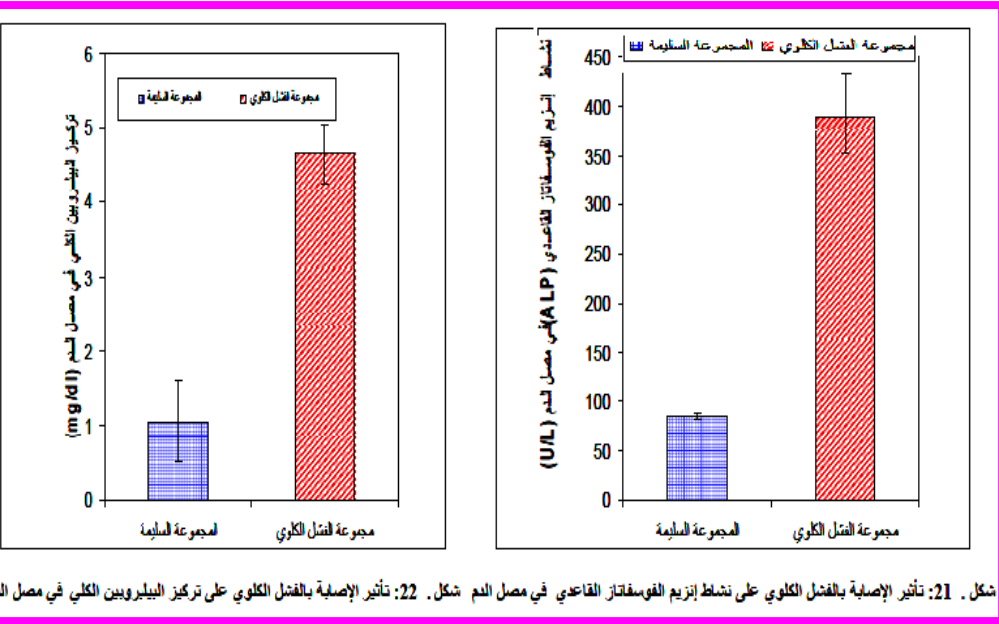 المجموعة السليمة مجموعة الفشل الكلوي
نشاط إنزيم الفوسفاتاز القاعدي (ALP) في مصل الدم (U/L)
450
400
350
300
250
200
150
100
50
0
المجموعة السليمة مجموعة الفشل الكلوي
شكل . 21: تأثير الإصابة بالفشل الكلوي على نشاط إنزيم الفوسفاتاز القاعدي في مصل الدم
المجموعة السليمة مجموعة الفشل الكلوي
تركيز البيلروبين الكلي في مصل الدم (mg/dl)
6
5
4
3
2
1
0
المجموعة السليمة مجموعة الفشل الكلوي
شكل . 22: تأثير الإصابة بالفشل الكلوي على تركيز البيليروبين الكلي في مصل